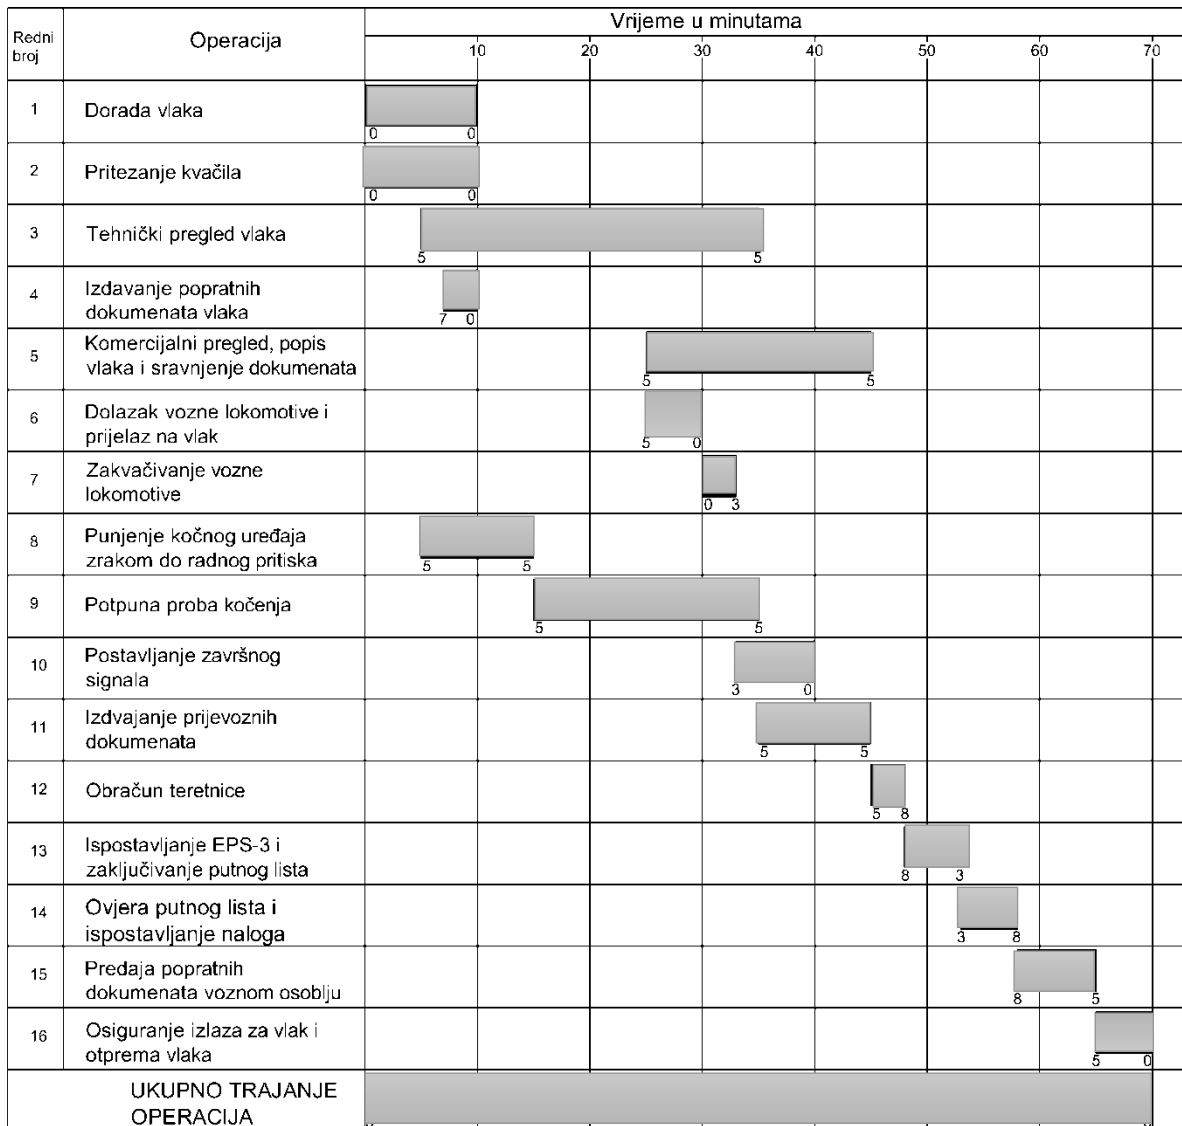 Redni
broj
Operacija
Vrijeme u minutama
10 20 30 40 50 60 70
1 Dorada vlaka
0 0
2 Pritezanje kvačila
0 0
3 Tehnički pregled vlaka
5 5
4 Izdavanje popratnih
dokumenata vlaka
7 0
5 Komercijalni pregled, popis
vlaka i sravnjenje dokumenata
5 5
6 Dolazak vozne lokomotive i
prijelaz na vlak
5 0
7 Zakvačivanje vozne
lokomotive
0 3
8 Punjenje kočnog uređaja
zrakom do radnog pritiska
5 5
9 Potpuna proba kočenja
5 5
10 Postavljanje završnog
signala
3 0
11 Izdvajanje prijevoznih
dokumenata
5 5
12 Obračun teretnice
5 8
13 Ispostavljanje EPS-3 i
zaključivanje putnog lista
8 3
14 Ovjera putnog lista i
ispostavljanje naloga
3 8
15 Predaja popratnih
dokumenata voznom osoblju
8 5
16 Osiguranje izlaza za vlak i
otprema vlaka
5 0
UKUPNO TRAJANJE
OPERACIJA